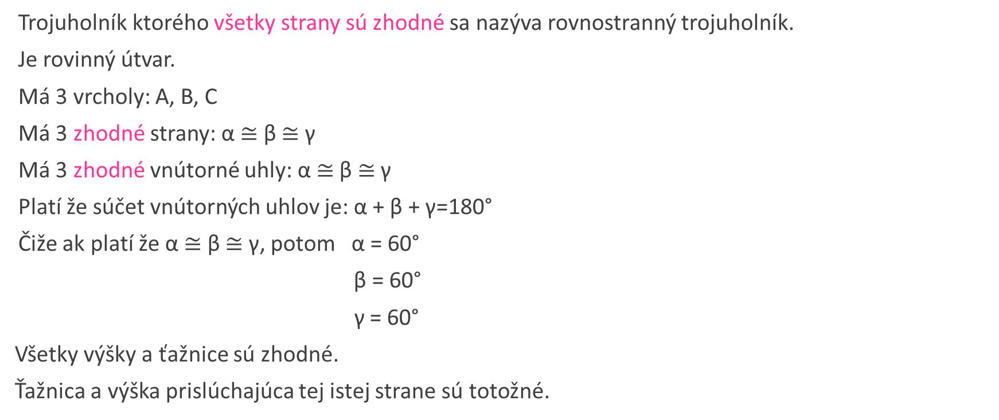 Trojuholník ktorého všetky strany sú zhodné sa nazýva rovnostranný trojuholník.
Je rovinný útvar.
Má 3 vrcholy: A, B, C
Má 3 zhodné strany: α ≅ β ≅ γ
Má 3 zhodné vnútorné uhly: α ≅ β ≅ γ
Platí že súčet vnútorných uhlov je: α + β + γ=180°
Čiže ak platí že α ≅ β ≅ γ, potom α = 60°
β = 60°
γ = 60°
Všetky výšky a ťažnice sú zhodné.
Ťažnica a výška prislúchajúca tej istej strane sú totožné.